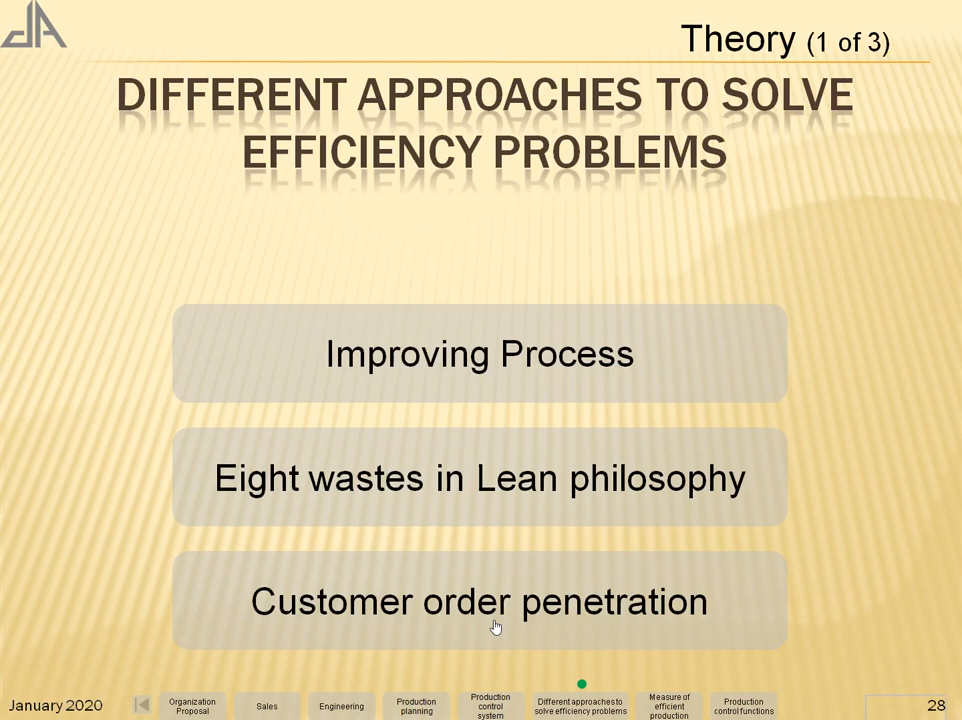 JA
Theory (1 of 3)
DIFFERENT APPROACHES TO SOLVE
EFFICIENCY PROBLEMS
Improving Process
Eight wastes in Lean philosophy
Customer order penetration
January 2020
Organization
Proposal
Sales
Engineering
Production
planning
Production
control
system
Different approaches to
solve efficiency problems
Measure of
efficient
production
Production
control functions
28